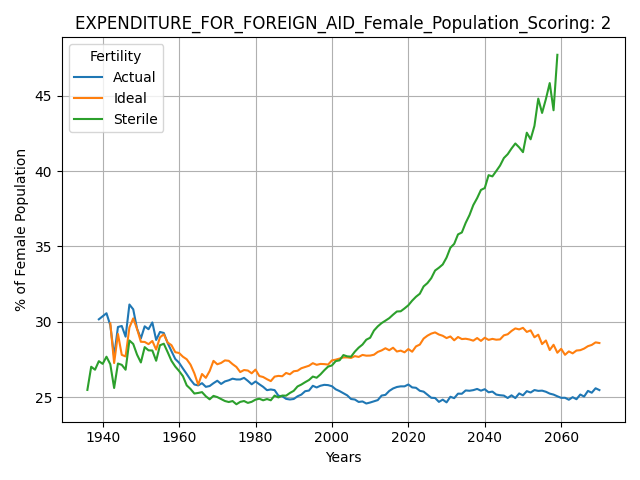 EXPENDITURE_FOR_FOREIGN_AID_Female_Population_Scoring: 2
Fertility
Actual
Ideal
Sterile
% of Female Population
45
40
35
30
25
1940
1960
1980
2000
2020
2040
2060
Years